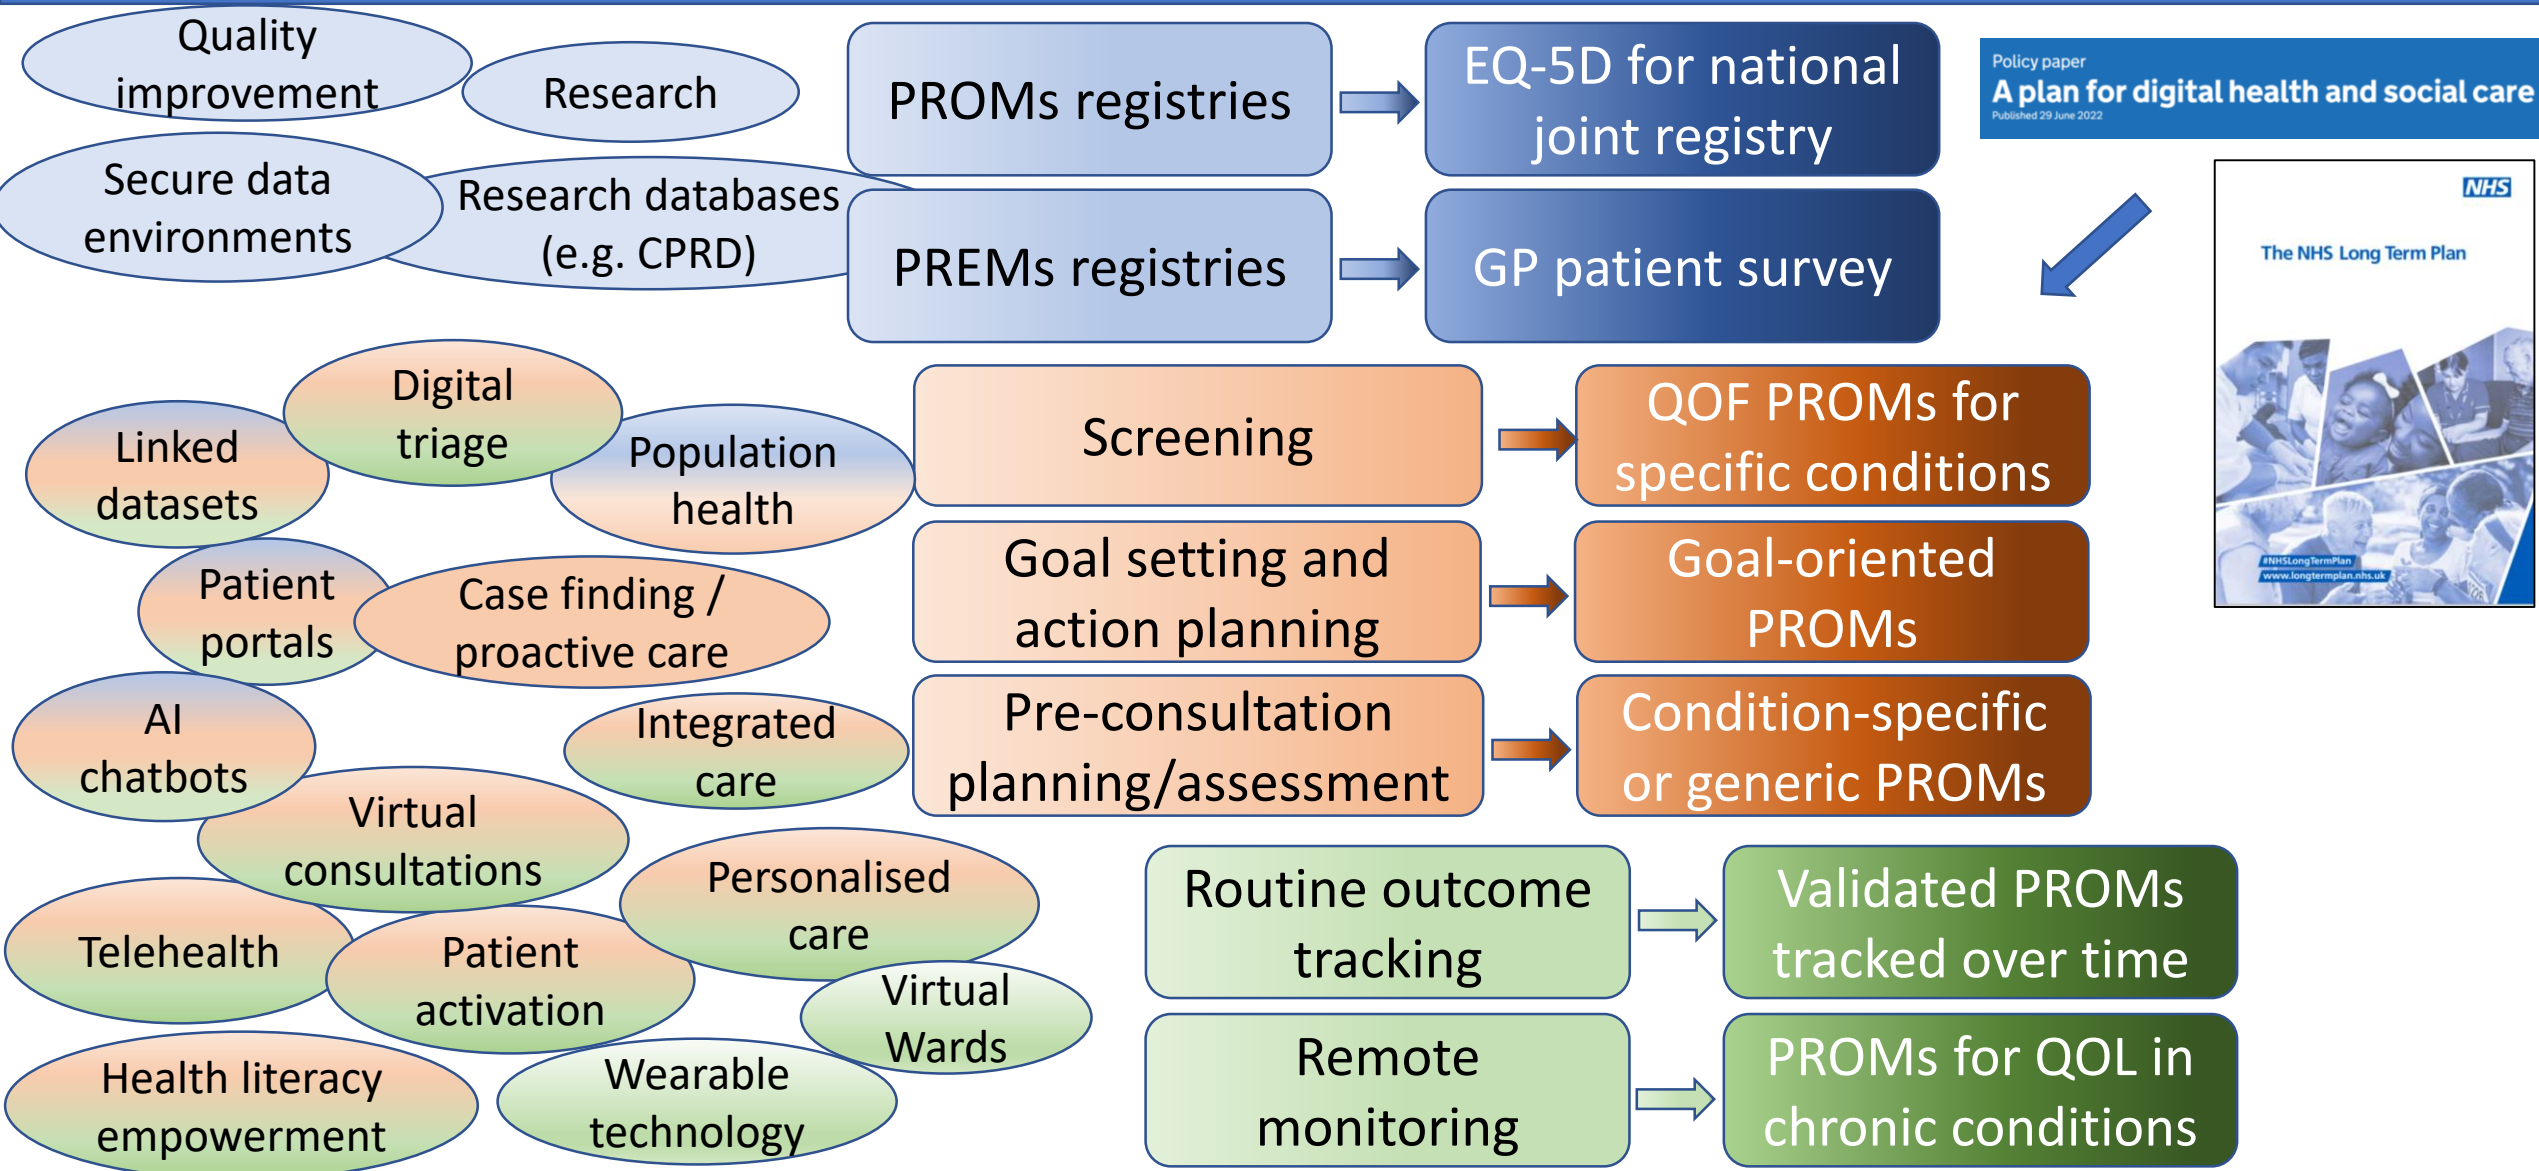 Quality
improvement
Research
Secure data
environments
Research databases
(e.g. CPRD)
PROMs registries
EQ-5D for national
joint registry
PREMs registries
GP patient survey
Policy paper
A plan for digital health and social care
Published 29 June 2022
NHS
The NHS Long Term Plan
#NHSLongTermPlan
www.longtermplan.nhs.uk
Digital
triage
Linked
datasets
Population
health
Patient
portals
Case finding /
proactive care
AI
chatbots
Integrated
care
Virtual
consultations
Personalised
care
Telehealth
Patient
activation
Virtual
Wards
Health literacy
empowerment
Wearable
technology
Screening
QOF PROMs for
specific conditions
Goal setting and
action planning
Goal-oriented
PROMs
Pre-consultation
planning/assessment
Condition-specific
or generic PROMs
Routine outcome
tracking
Validated PROMs
tracked over time
Remote
monitoring
PROMs for QOL in
chronic conditions